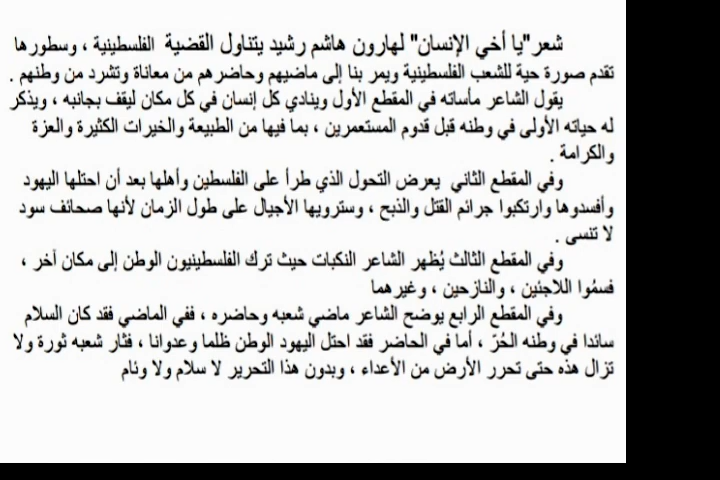 شعر"يا أخي الإنسان" لهارون هاشم رشيد يتناول القضية الفلسطينية ، وسطورها
تقدم صورة حية للشعب الفلسطينية ويمر بنا إلى ماضيهم وحاضرهم من معاناة وتشرد من وطنهم .
يقول الشاعر مأساته في المقطع الأول وينادي كل إنسان في كل مكان ليقف بجانبه ، ويذكر
له حياته الأولى في وطنه قبل قدوم المستعمرين ، بما فيها من الطبيعة والخيرات الكثيرة والعزة
والكرامة .
وفي المقطع الثاني يعرض التحول الذي طرأ على الفلسطين وأهلها بعد أن احتلها اليهود
وأفسدوها وارتكبوا جرائم القتل والذبح ، وسترويها الأجيال على طول الزمان لأنها صحائف سود
لا تنسى .
وفي المقطع الثالث يُظهر الشاعر النكبات حيث ترك الفلسطينيون الوطن إلى مكان آخر ،
فسمُوا اللاجئين ، والنازحين ، وغيرهما
وفي المقطع الرابع يوضح الشاعر ماضي شعبه وحاضره ، ففي الماضي فقد كان السلام
سائدا في وطنه الحُرّ ، أما في الحاضر فقد احتل اليهود الوطن ظلما وعدوانا ، فثار شعبه ثورة ولا
تزال هذه حتى تحرر الأرض من الأعداء ، وبدون هذا التحرير لا سلام ولا وئام